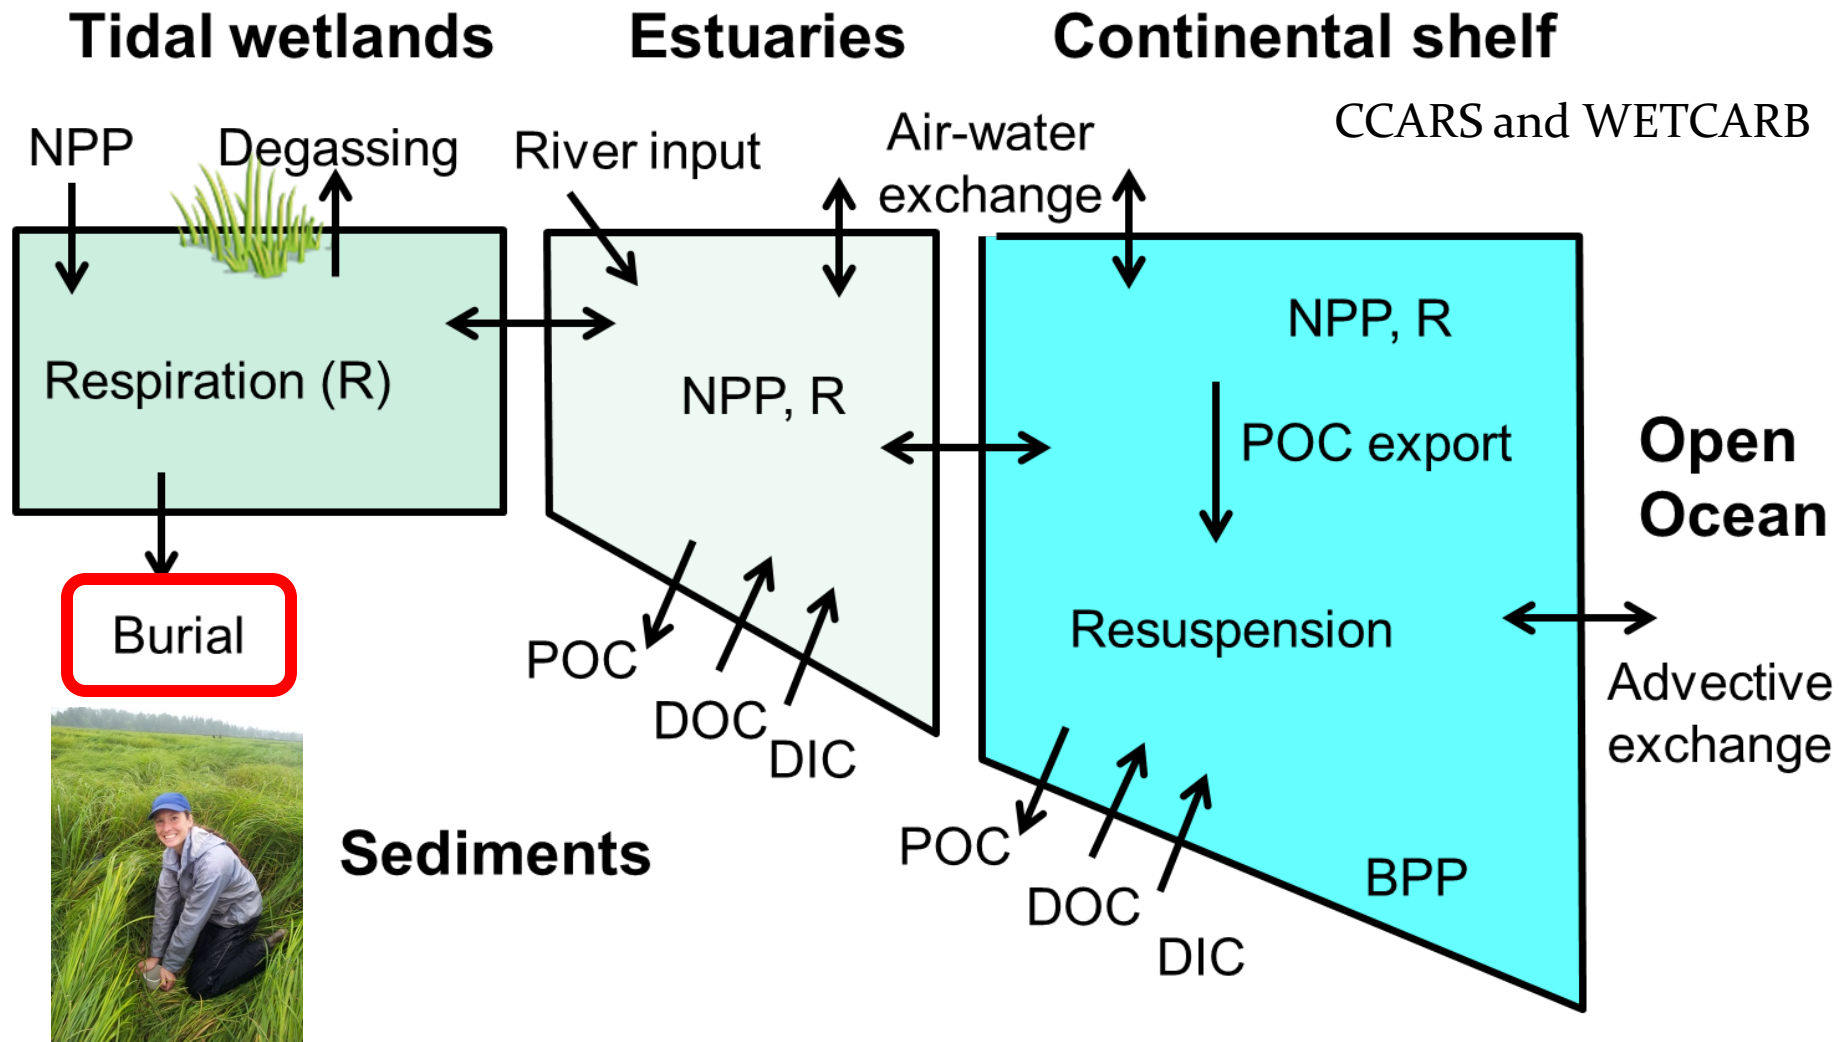 Tidal wetlands
Estuaries
Continental shelf
CCARS and WETCARB
NPP
Degassing
River input
Air-water
exchange
Respiration (R)
NPP, R
NPP, R
POC export
Open
Ocean
Burial
Resuspension
POC
DOC
DIC
Advective
exchange
Sediments
POC
DOC
DIC
BPP